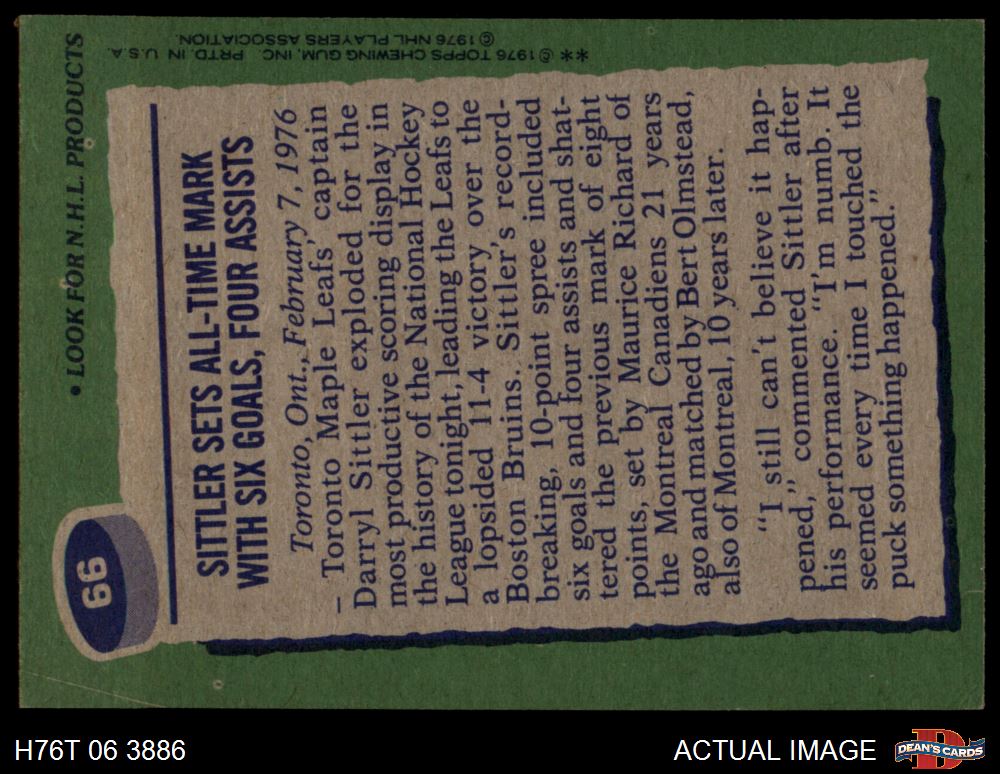 • LOOK FOR N.H.L. PRODUCTS
** © 1976 TOPPS CHEWING GUM, INC. PRTD. IN U.S.A.
© 1976 NHL PLAYERS ASSOCIATION
66
SITTLER SETS ALL-TIME MARK
WITH SIX GOALS, FOUR ASSISTS
Toronto, Ont., February 7, 1976
– Toronto Maple Leafs' captain
Darryl Sittler exploded for the
most productive scoring display in
the history of the National Hockey
League tonight, leading the Leafs to
a lopsided 11-4 victory over the
Boston Bruins. Sittler's record-
breaking, 10-point spree included
six goals and four assists and shat-
tered the previous mark of eight
points, set by Maurice Richard of
the Montreal Canadiens 21 years
ago and matched by Bert Olmstead,
also of Montreal, 10 years later.
"I still can't believe it hap-
pened," commented Sittler after
his performance. "I'm numb. It
seemed every time I touched the
puck something happened."
H76T 06 3886
ACTUAL IMAGE
D
DEAN'S CARDS